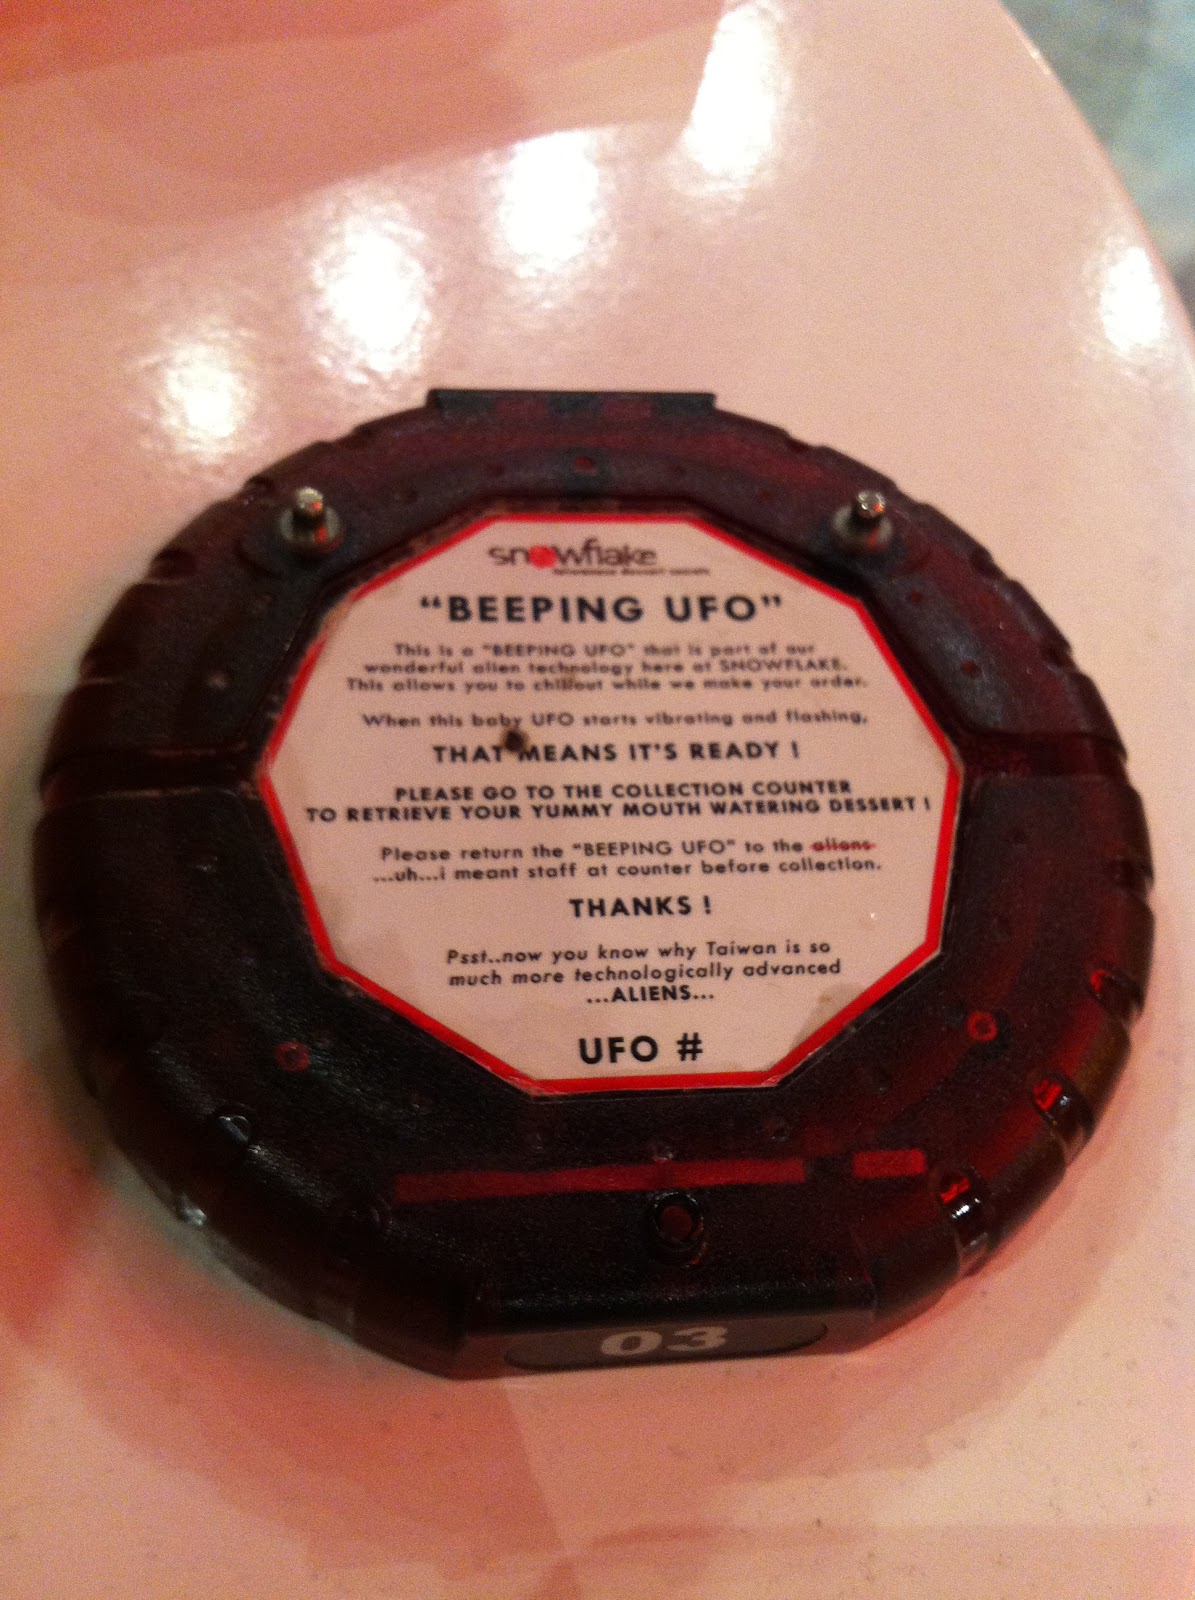 snowflake
taiwanese dessert
"BEEPING UFO"
This is a "BEEPING UFO" that is part of our
wonderful alien technology here at SNOWFLAKE.
This allows you to chillout while we make your order.
When this baby UFO starts vibrating and flashing,
THAT MEANS IT'S READY !
PLEASE GO TO THE COLLECTION COUNTER
TO RETRIEVE YOUR YUMMY MOUTH WATERING DESSERT !
Please return the "BEEPING UFO" to the aliens
...uh...i meant staff at counter before collection.
THANKS !
Psst..now you know why Taiwan is so
much more technologically advanced
...ALIENS...
UFO #
03